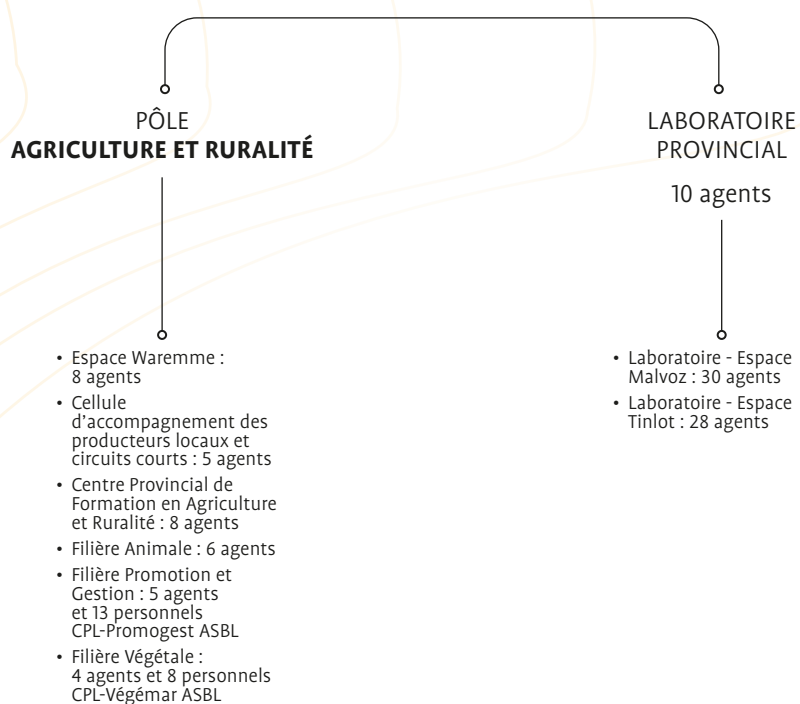 PÔLE
AGRICULTURE ET RURALITÉ
• Espace Waremme :
8 agents
• Cellule
d’accompagnement des
producteurs locaux et
circuits courts : 5 agents
• Centre Provincial de
Formation en Agriculture
et Ruralité : 8 agents
• Filière Animale : 6 agents
• Filière Promotion et
Gestion : 5 agents
et 13 personnels
CPL-Promogest ASBL
• Filière Végétale :
4 agents et 8 personnels
CPL-Végémar ASBL
LABORATOIRE
PROVINCIAL
10 agents
• Laboratoire - Espace
Malvoz : 30 agents
• Laboratoire - Espace
Tinlot : 28 agents